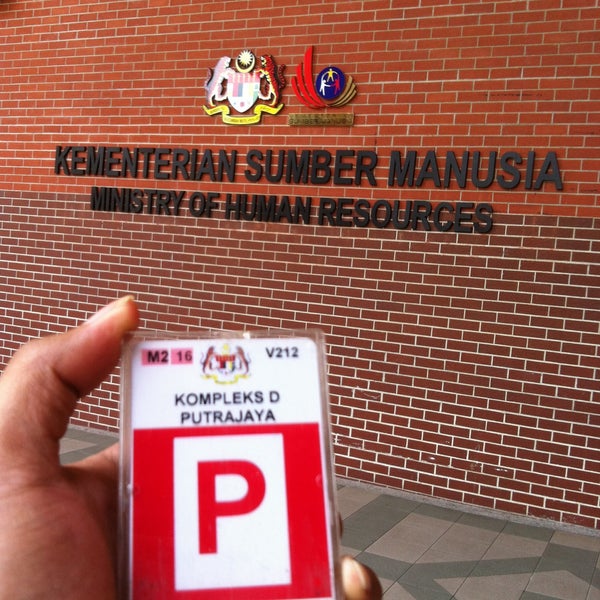 KEMENTERIAN SUMBER MANUSIA
MINISTRY OF HUMAN RESOURCES
M2 16 V212
KOMPLEKS D
PUTRAJAYA
P